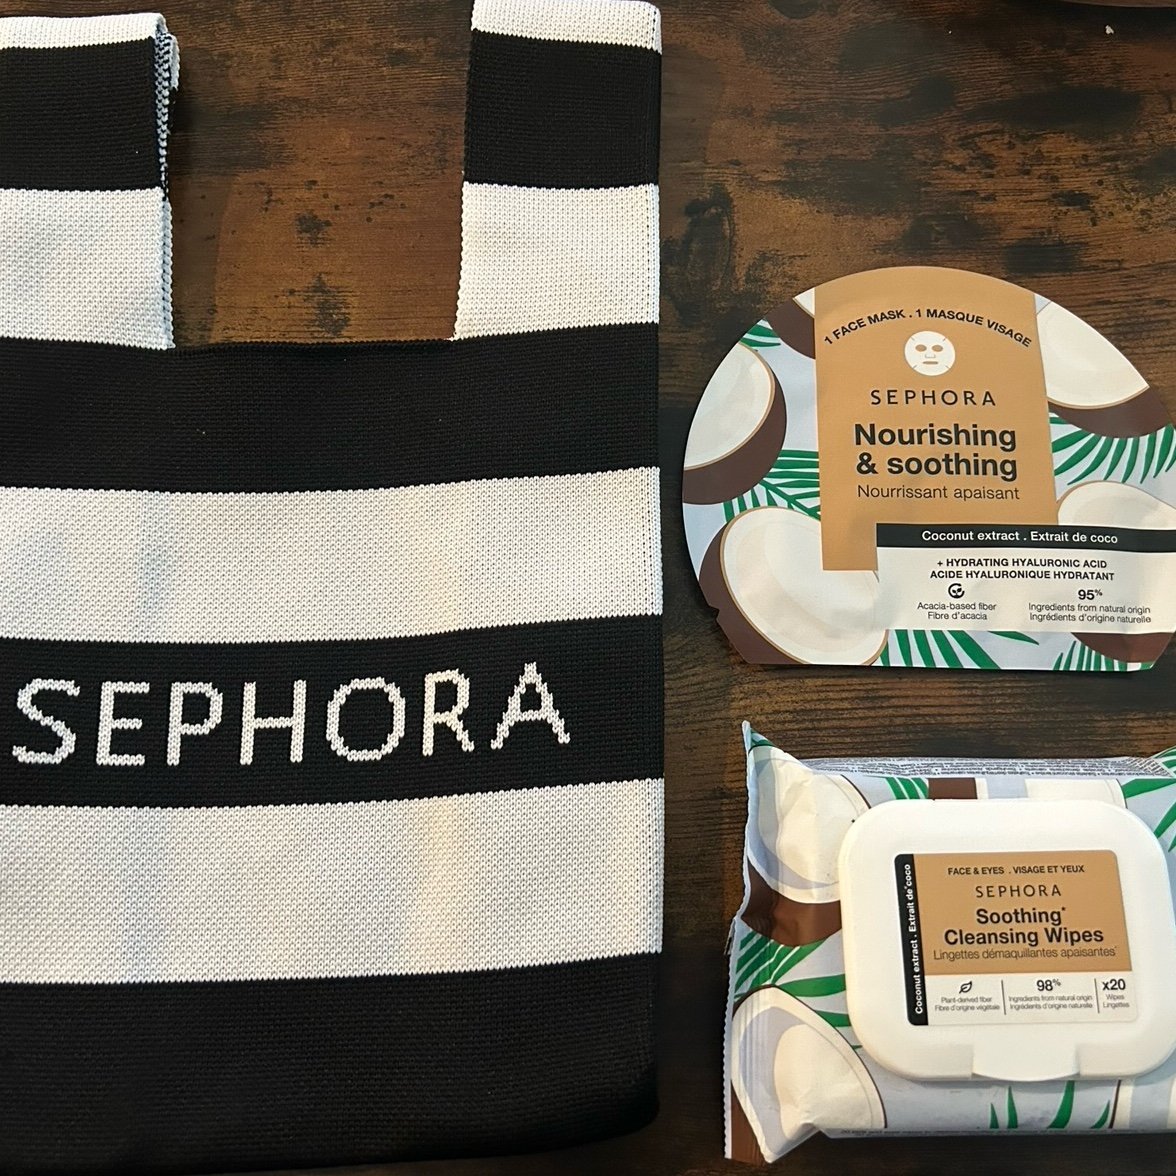 SEPHORA
1 FACE MASK . 1 MASQUE VISAGE
SEPHORA
Nourishing
& soothing
Nourrissant apaisant
Coconut extract . Extrait de coco
+ HYDRATING HYALURONIC ACID
ACIDE HYALURONIQUE HYDRATANT
Acacia-based fiber
Fibre d'acacia
95%
Ingredients from natural origin
Ingrédients d'origine naturelle
FACE & EYES . VISAGE ET YEUX
SEPHORA
Soothing*
Cleansing Wipes
Lingettes démaquillantes apaisantes*
Coconut extract . Extrait de coco
Plant-derived fiber
Fibre d'origine végétale
98%
Ingredients from natural origin
Ingrédients d'origine naturelle
x20
Wipes
Lingettes